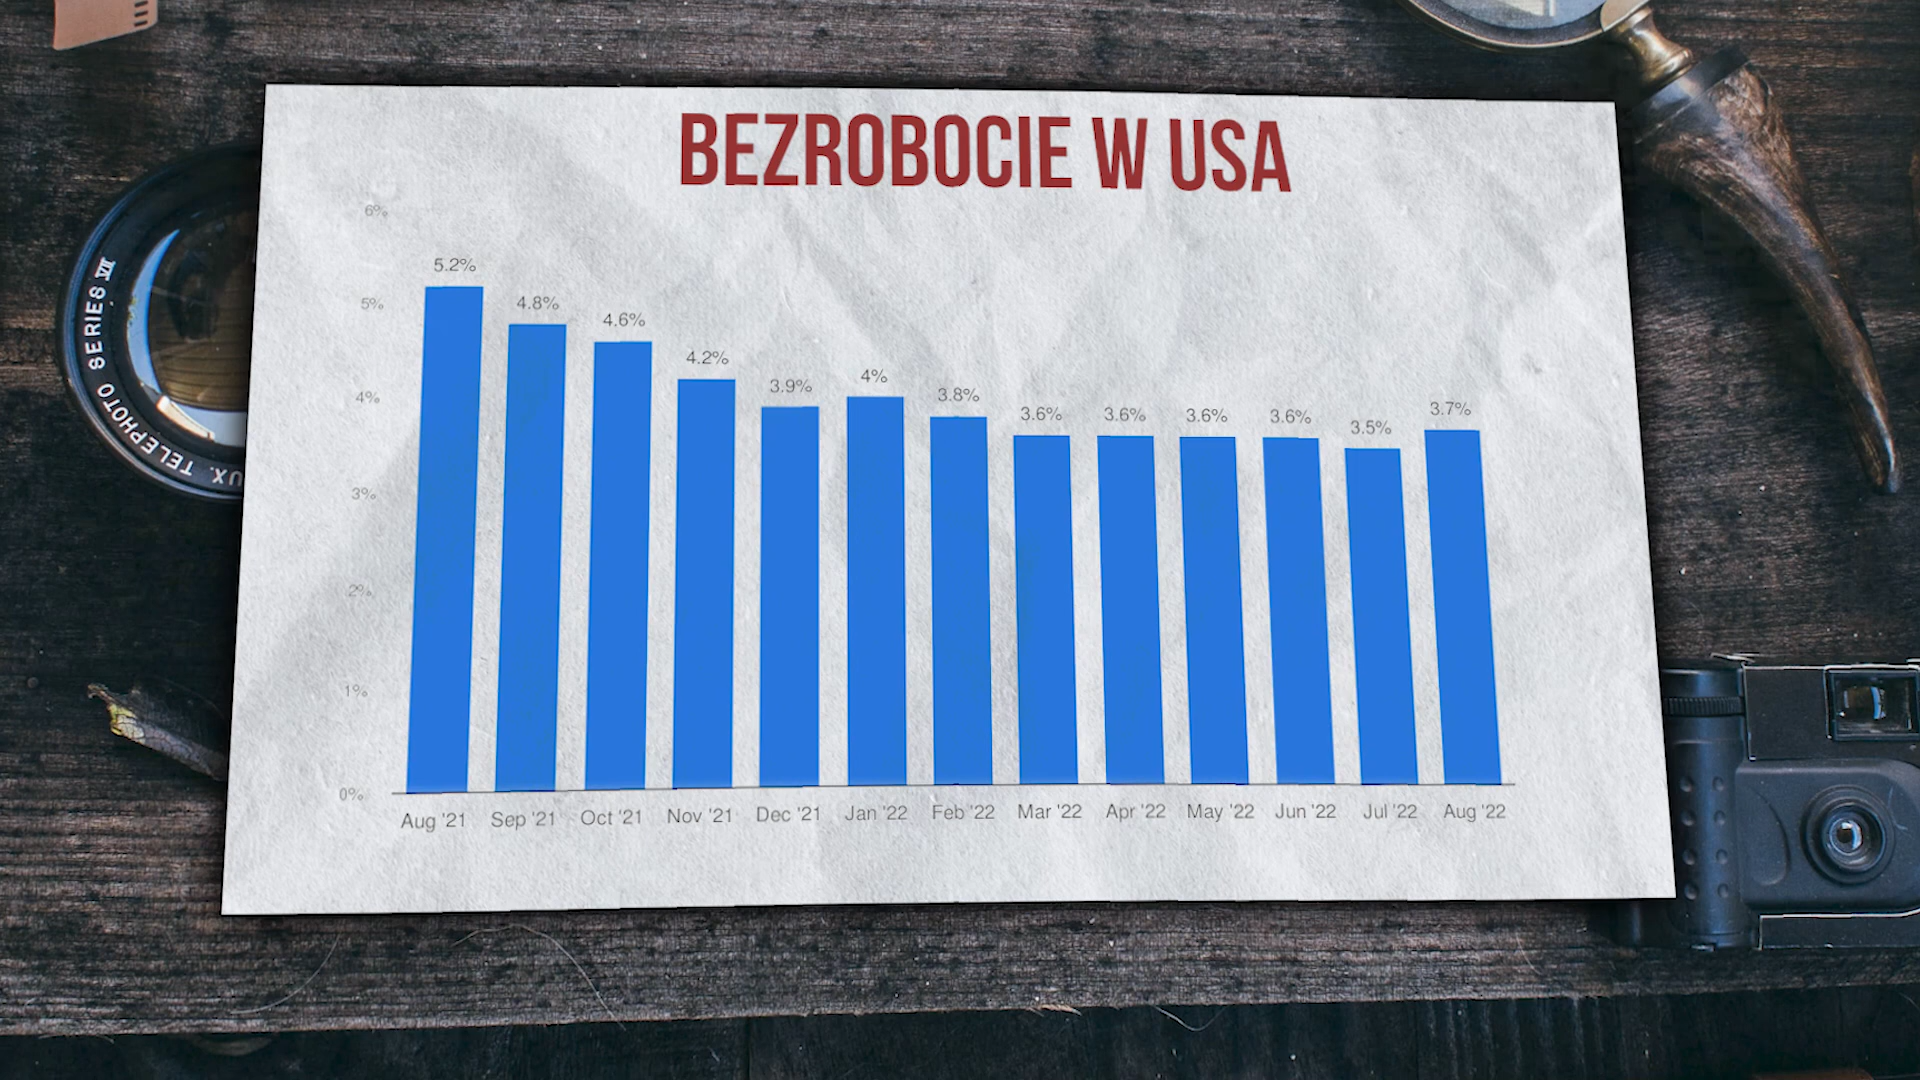 BEZROBOCIE W USA
6%
5%
4%
3%
2%
1%
0%
5.2%
4.8%
4.6%
4.2%
3.9%
4%
3.8%
3.6%
3.6%
3.6%
3.6%
3.5%
3.7%
Aug '21
Sep '21
Oct '21
Nov '21
Dec '21
Jan '22
Feb '22
Mar '22
Apr '22
May '22
Jun '22
Jul '22
Aug '22
UX. TELEPHOTO SERIES VII